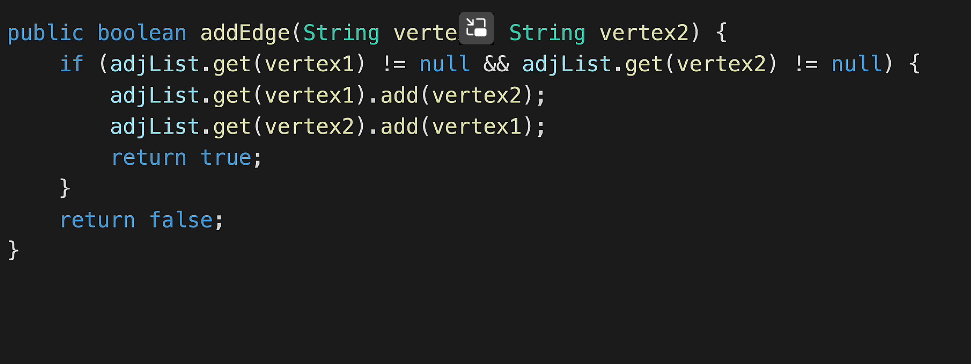 public boolean addEdge(String verte String vertex2) {
    if (adjList.get(vertex1) != null && adjList.get(vertex2) != null) {
        adjList.get(vertex1).add(vertex2);
        adjList.get(vertex2).add(vertex1);
        return true;
    }
    return false;
}